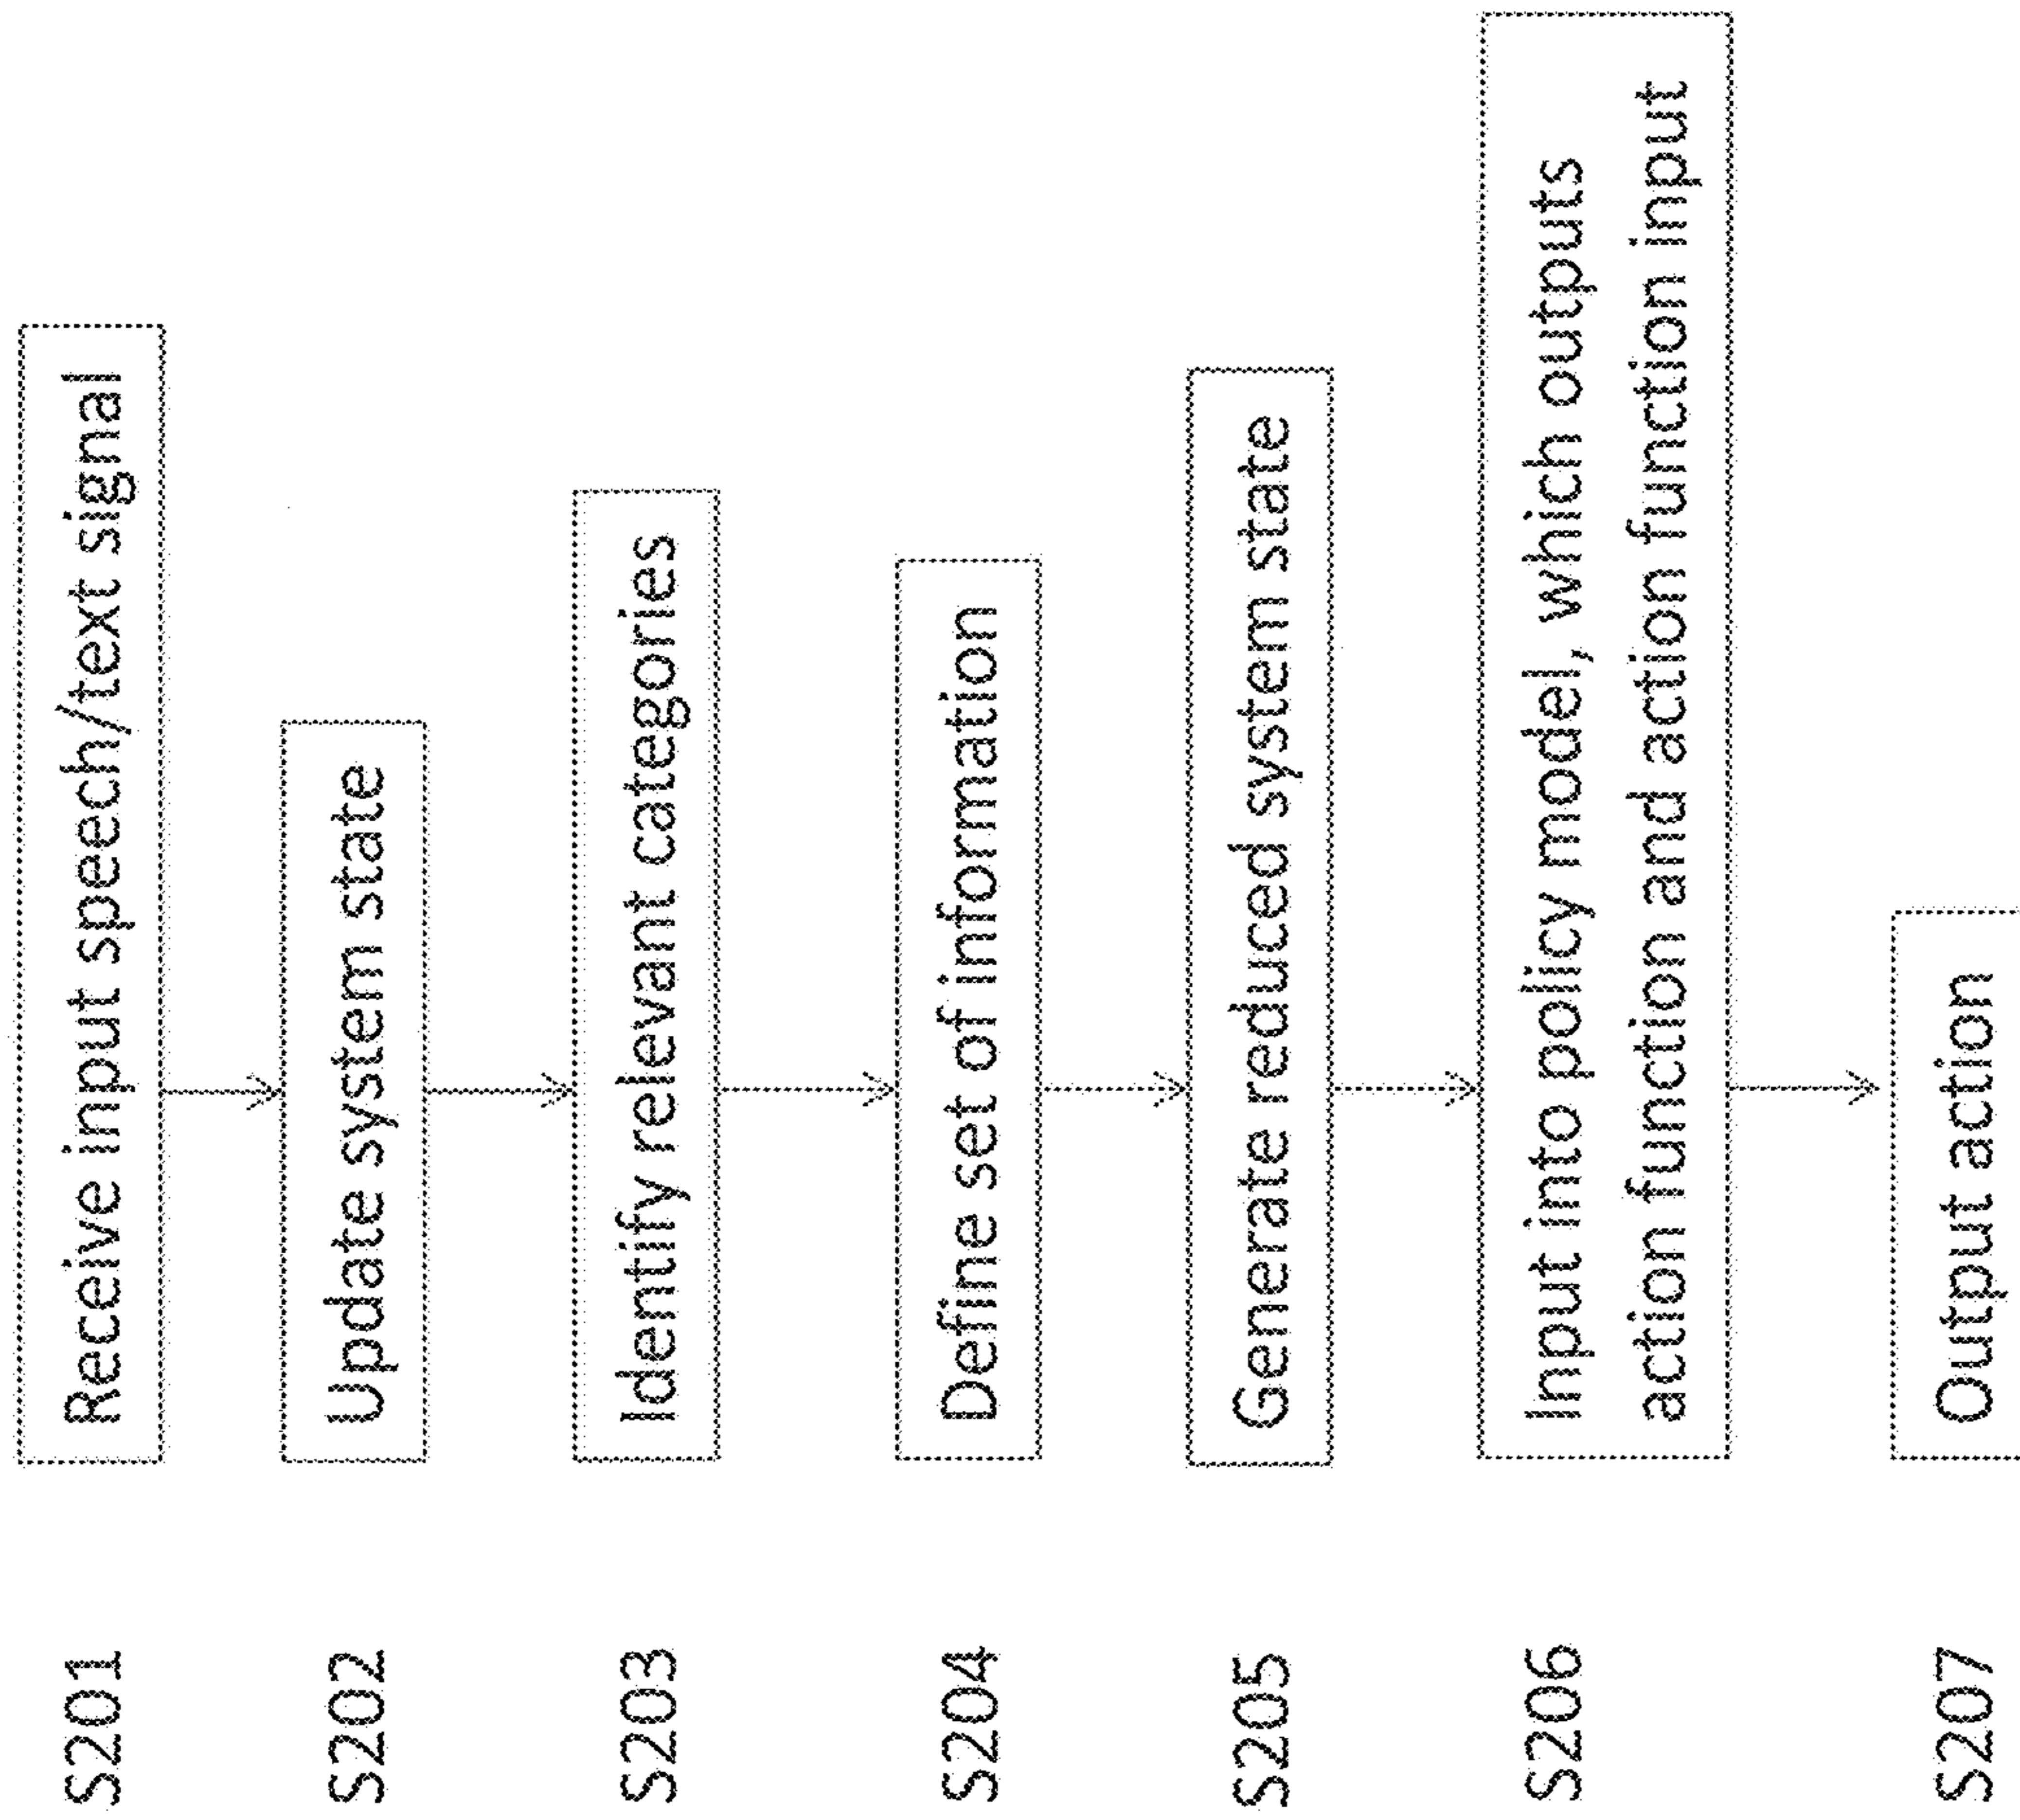 S201 Receive input speech/text signal
S202 Update system state
S203 Identify relevant categories
S204 Define set of information
S205 Generate reduced system state
S206 Input into policy model, which outputs
action function and action function input
S207 Output action